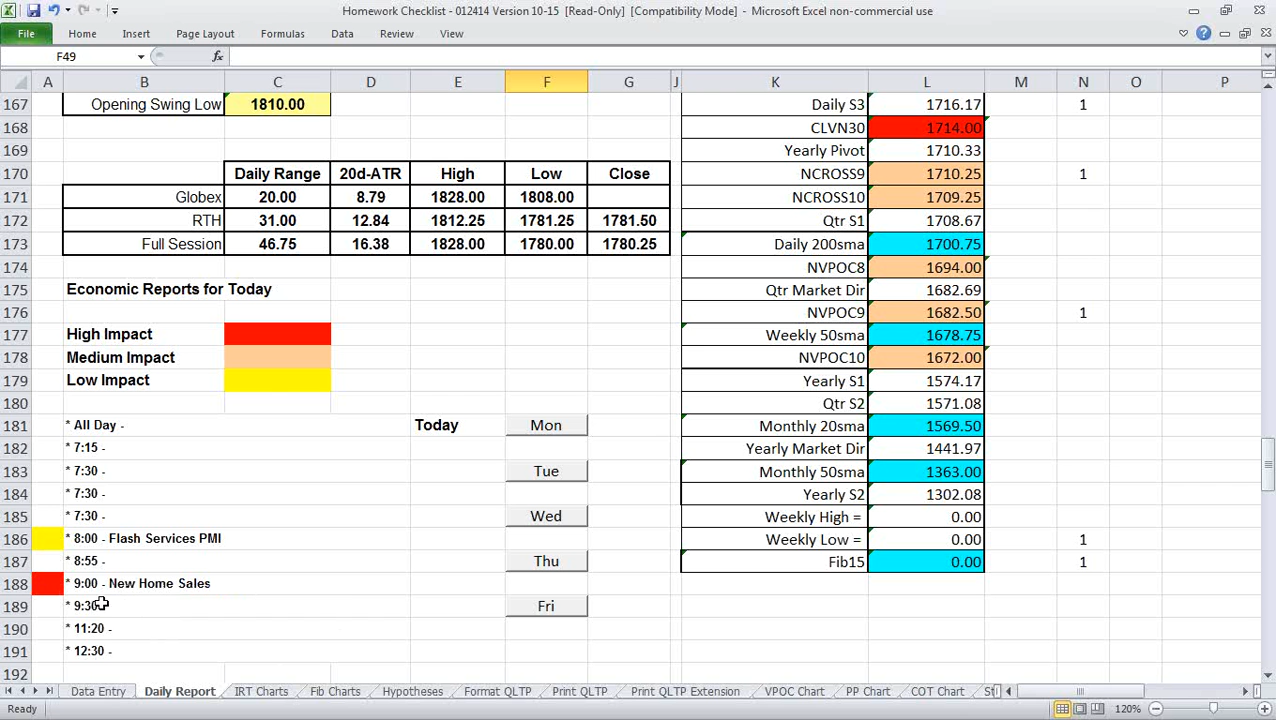 Homework Checklist - 012414 Version 10-15 [Read-Only] [Compatibility Mode] - Microsoft Excel non-commercial use
File Home Insert Page Layout Formulas Data Review View
F49 fx
A B C D E F G J K L M N O P
167 Opening Swing Low 1810.00 Daily S3 1716.17 1
168 CLVN30 1714.00
169 Yearly Pivot 1710.33
170 Daily Range 20d-ATR High Low Close NCROSS9 1710.25 1
171 Globex 20.00 8.79 1828.00 1808.00 NCROSS10 1709.25
172 RTH 31.00 12.84 1812.25 1781.25 1781.50 Qtr S1 1708.67
173 Full Session 46.75 16.38 1828.00 1780.00 1780.25 Daily 200sma 1700.75
174 NVPOC8 1694.00
175 Economic Reports for Today Qtr Market Dir 1682.69
176 NVPOC9 1682.50 1
177 High Impact Weekly 50sma 1678.75
178 Medium Impact NVPOC10 1672.00
179 Low Impact Yearly S1 1574.17
180 Qtr S2 1571.08
181 * All Day - Today Mon Monthly 20sma 1569.50
182 * 7:15 - Yearly Market Dir 1441.97
183 * 7:30 - Tue Monthly 50sma 1363.00
184 * 7:30 - Yearly S2 1302.08
185 * 7:30 - Wed Weekly High = 0.00
186 * 8:00 - Flash Services PMI Weekly Low = 0.00 1
187 * 8:55 - Thu Fib15 0.00 1
188 * 9:00 - New Home Sales
189 * 9:30 Fri
190 * 11:20 -
191 * 12:30 -
192
Data Entry Daily Report IRT Charts Fib Charts Hypotheses Format QLTP Print QLTP Print QLTP Extension VPOC Chart PP Chart COT Chart St
Ready 120%